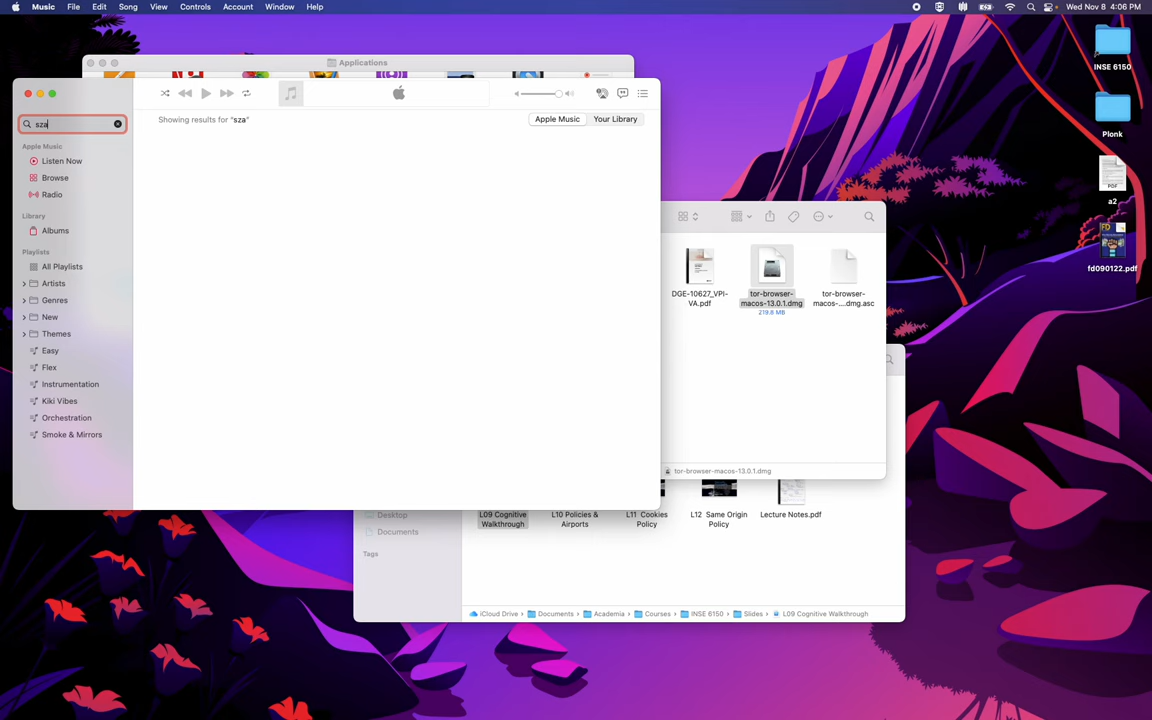 Music File Edit Song View Controls Account Window Help
Wed Nov 8 4:06 PM
Applications
sza
Showing results for "sza"
Apple Music Your Library
Apple Music
Listen Now
Browse
Radio
Library
Albums
Playlists
All Playlists
Artists
Genres
New
Themes
Easy
Flex
Instrumentation
Kiki Vibes
Orchestration
Smoke & Mirrors
DGE-10627_VPI-
VA.pdf
tor-browser-
macos-13.0.1.dmg
219.8 MB
tor-browser-
macos-....dmg.asc
tor-browser-macos-13.0.1.dmg
Desktop
Documents
Tags
L09 Cognitive
Walkthrough
L10 Policies &
Airports
L11 Cookies
Policy
L12 Same Origin
Policy
Lecture Notes.pdf
iCloud Drive › Documents › Academia › Courses › INSE 6150 › Slides › L09 Cognitive Walkthrough
INSE 6150
Plonk
PDF
a2
FD
fd090122.pdf